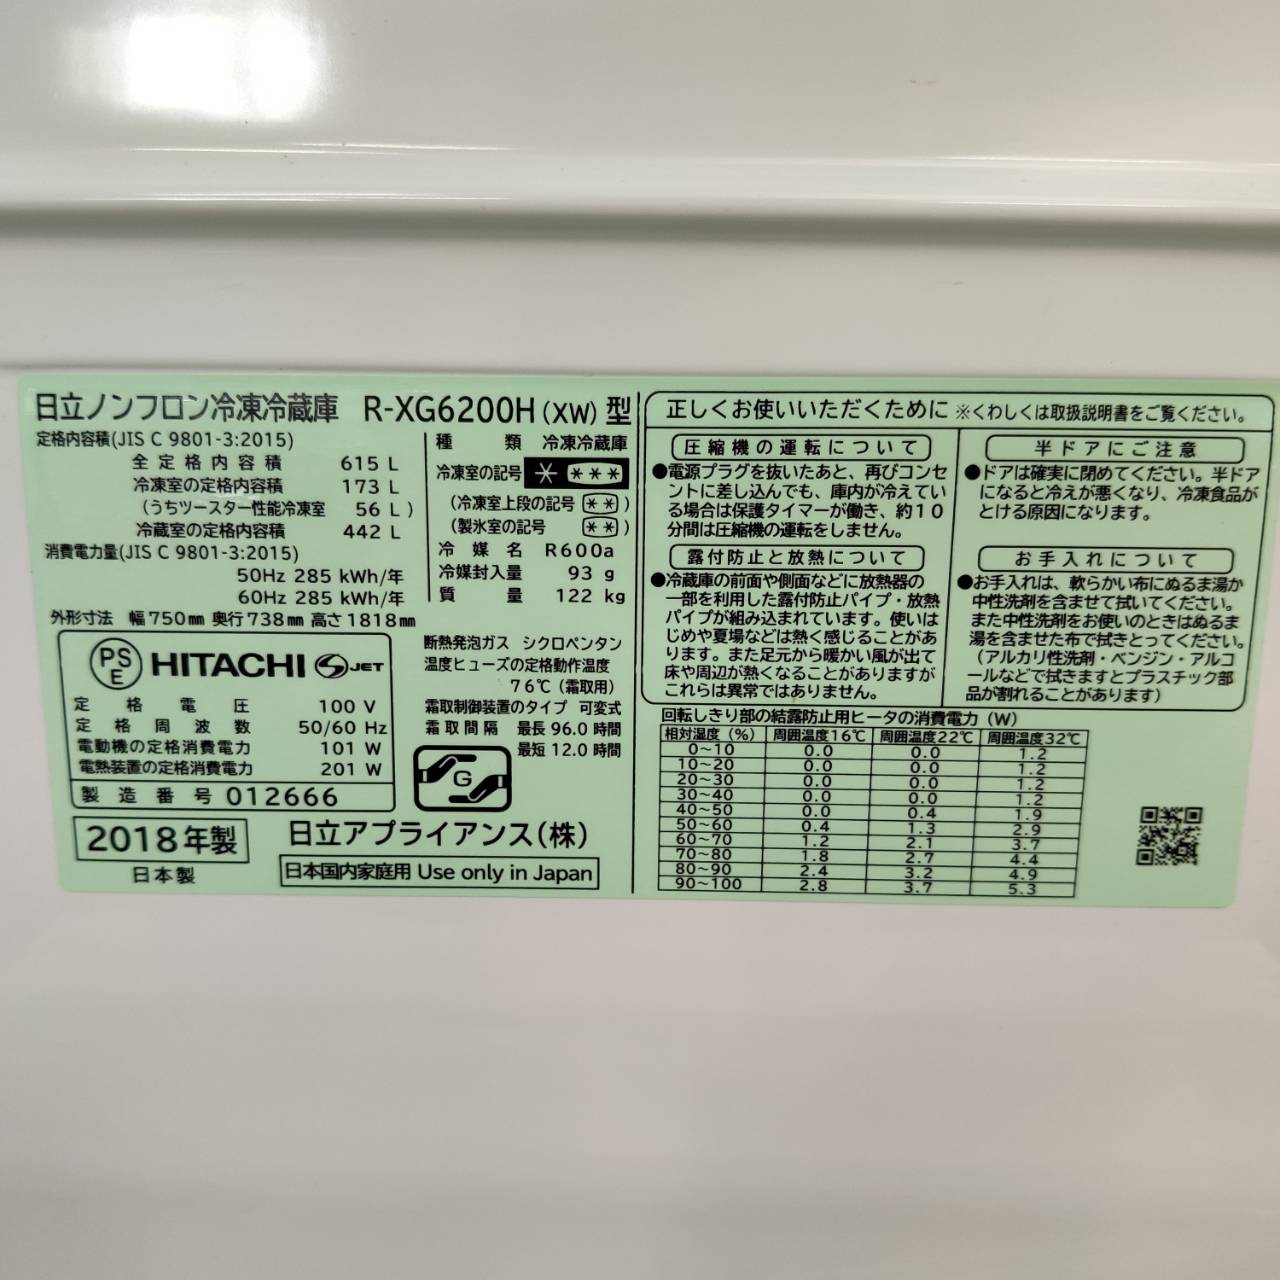 日立ノンフロン冷凍冷蔵庫 R-XG6200H(XW)型
定格内容積(JIS C 9801-3:2015)
全定格内容積 615 L
冷凍室の定格内容積 173 L
(うちツースター性能冷凍室 56 L)
冷蔵室の定格内容積 442 L
消費電力量(JIS C 9801-3:2015)
50Hz 285 kWh/年
60Hz 285 kWh/年
外形寸法 幅750mm 奥行738mm 高さ1818mm
種類 冷凍冷蔵庫
冷凍室の記号 * ***
(冷凍室上段の記号 **)
(製氷室の記号 **)
冷媒名 R600a
冷媒封入量 93 g
質量 122 kg
PS E HITACHI S JET
定格電圧 100 V
定格周波数 50/60 Hz
電動機の定格消費電力 101 W
電熱装置の定格消費電力 201 W
製造番号 012666
断熱発泡ガス シクロペンタン
温度ヒューズの定格動作温度
76℃(霜取用)
霜取制御装置のタイプ 可変式
霜取間隔 最長 96.0 時間
最短 12.0 時間
G
2018年製
日本製
日立アプライアンス(株)
日本国内家庭用 Use only in Japan
正しくお使いいただくために ※くわしくは取扱説明書をご覧ください。
圧縮機の運転について
●電源プラグを抜いたあと、再びコンセ
ントに差し込んでも、庫内が冷えてい
る場合は保護タイマーが働き、約10
分間は圧縮機の運転をしません。
露付防止と放熱について
●冷蔵庫の前面や側面などに放熱器の
一部を利用した露付防止パイプ・放熱
パイプが組み込まれています。使いは
じめや夏場などは熱く感じることがあ
ります。また足元から暖かい風が出て
床や周辺が熱くなることがありますが
これらは異常ではありません。
半ドアにご注意
●ドアは確実に閉めてください。半ドア
になると冷えが悪くなり、冷凍食品が
とける原因になります。
お手入れについて
●お手入れは、軟らかい布にぬるま湯か
中性洗剤を含ませて拭いてください。
また中性洗剤をお使いのときはぬるま
湯を含ませた布で拭きとってください。
(アルカリ性洗剤・ベンジン・アルコ
ールなどで拭きますとプラスチック部
品が割れることがあります)
回転しきり部の結露防止用ヒータの消費電力(W)
相対湿度(%) 周囲温度16℃ 周囲温度22℃ 周囲温度32℃
0~10 0.0 0.0 1.2
10~20 0.0 0.0 1.2
20~30 0.0 0.0 1.2
30~40 0.0 0.0 1.2
40~50 0.0 0.4 1.9
50~60 0.4 1.3 2.9
60~70 1.2 2.1 3.7
70~80 1.8 2.7 4.4
80~90 2.4 3.2 4.9
90~100 2.8 3.7 5.3